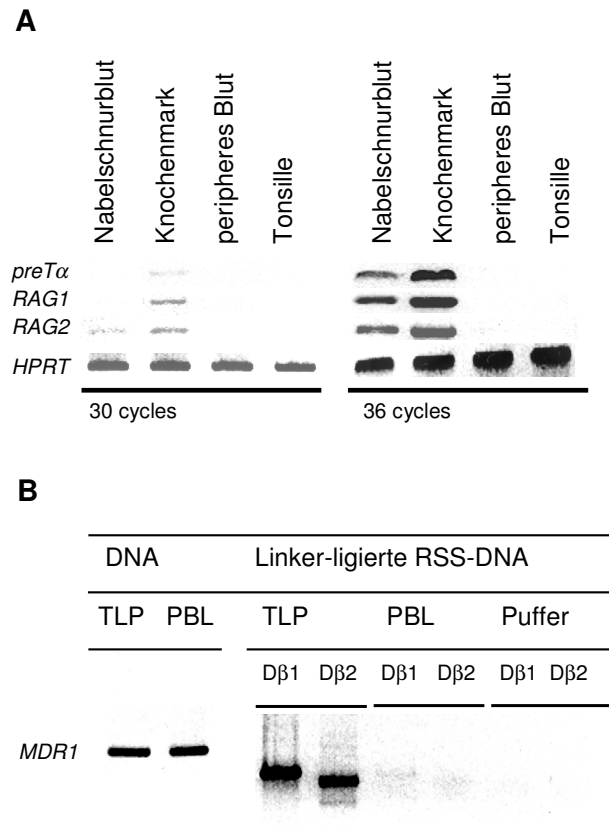 A
Nabelschnurblut
Knochenmark
peripheres Blut
Tonsille
Nabelschnurblut
Knochenmark
peripheres Blut
Tonsille
preTα
RAG1
RAG2
HPRT
30 cycles
36 cycles
B
DNA Linker-ligierte RSS-DNA
TLP PBL TLP PBL Puffer
Dβ1 Dβ2 Dβ1 Dβ2 Dβ1 Dβ2
MDR1